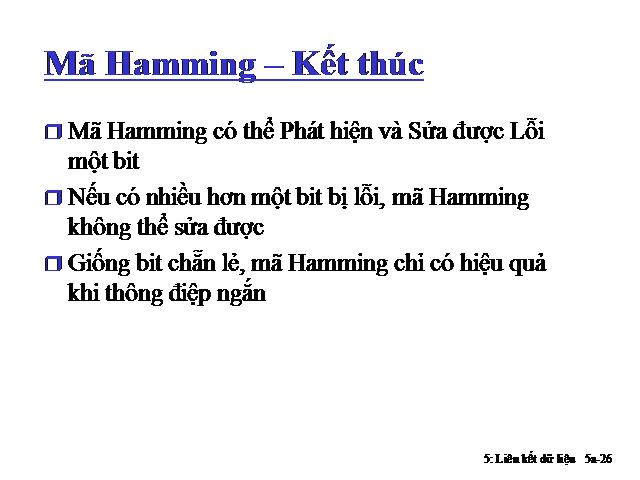 Mã Hamming – Kết thúc
Mã Hamming có thể Phát hiện và Sửa được Lỗi
một bit
Nếu có nhiều hơn một bit bị lỗi, mã Hamming
không thể sửa được
Giống bit chẵn lẻ, mã Hamming chỉ có hiệu quả
khi thông điệp ngắn
5: Liên kết dữ liệu 5a-26